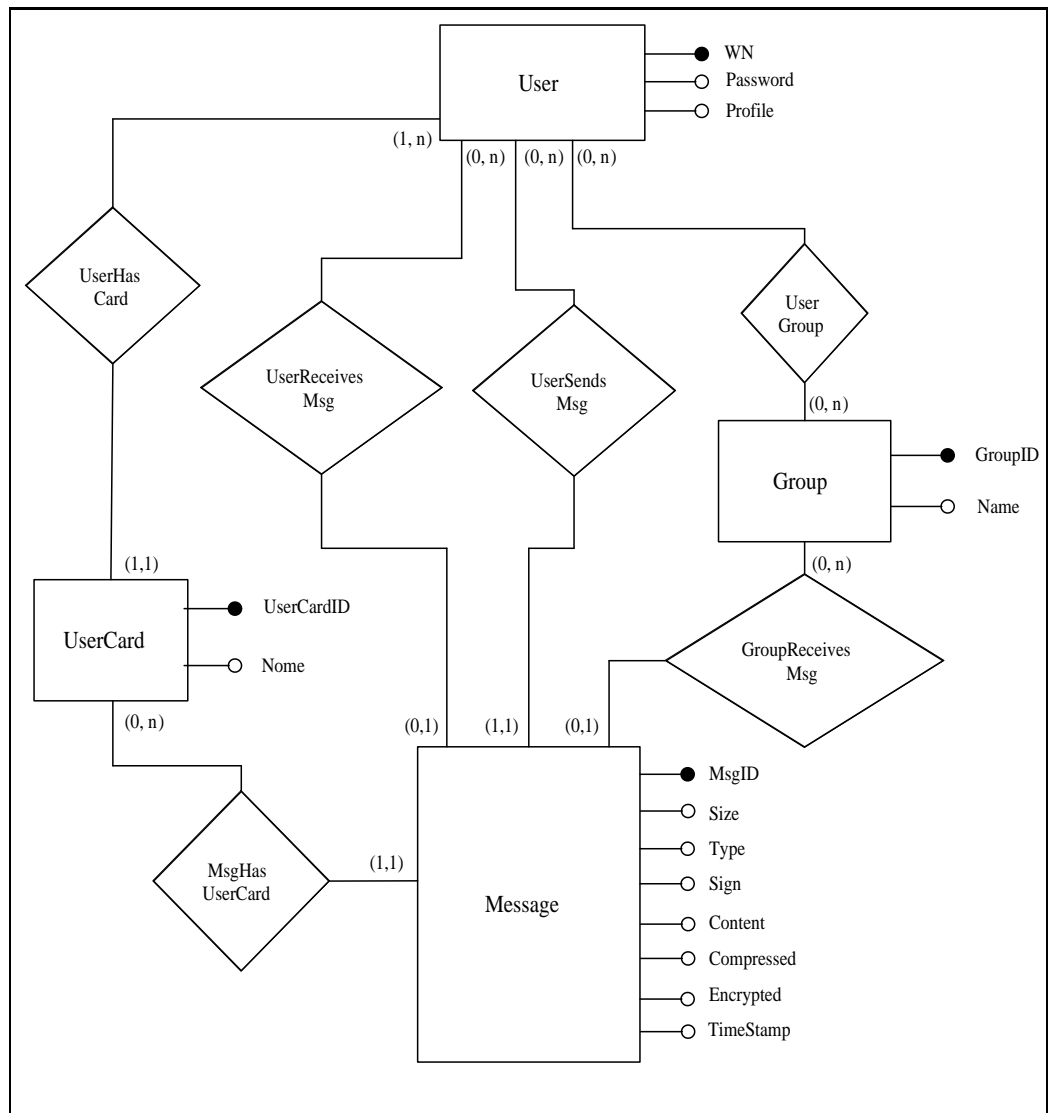 User
WN
Password
Profile
(1, n)
(0, n)
(0, n)
(0, n)
UserHas
Card
User
Group
UserReceives
Msg
UserSends
Msg
(0, n)
Group
GroupID
Name
(1,1)
(0, n)
UserCard
UserCardID
Nome
GroupReceives
Msg
(0, n)
(0,1)
(1,1)
(0,1)
MsgHas
UserCard
(1,1)
Message
MsgID
Size
Type
Sign
Content
Compressed
Encrypted
TimeStamp